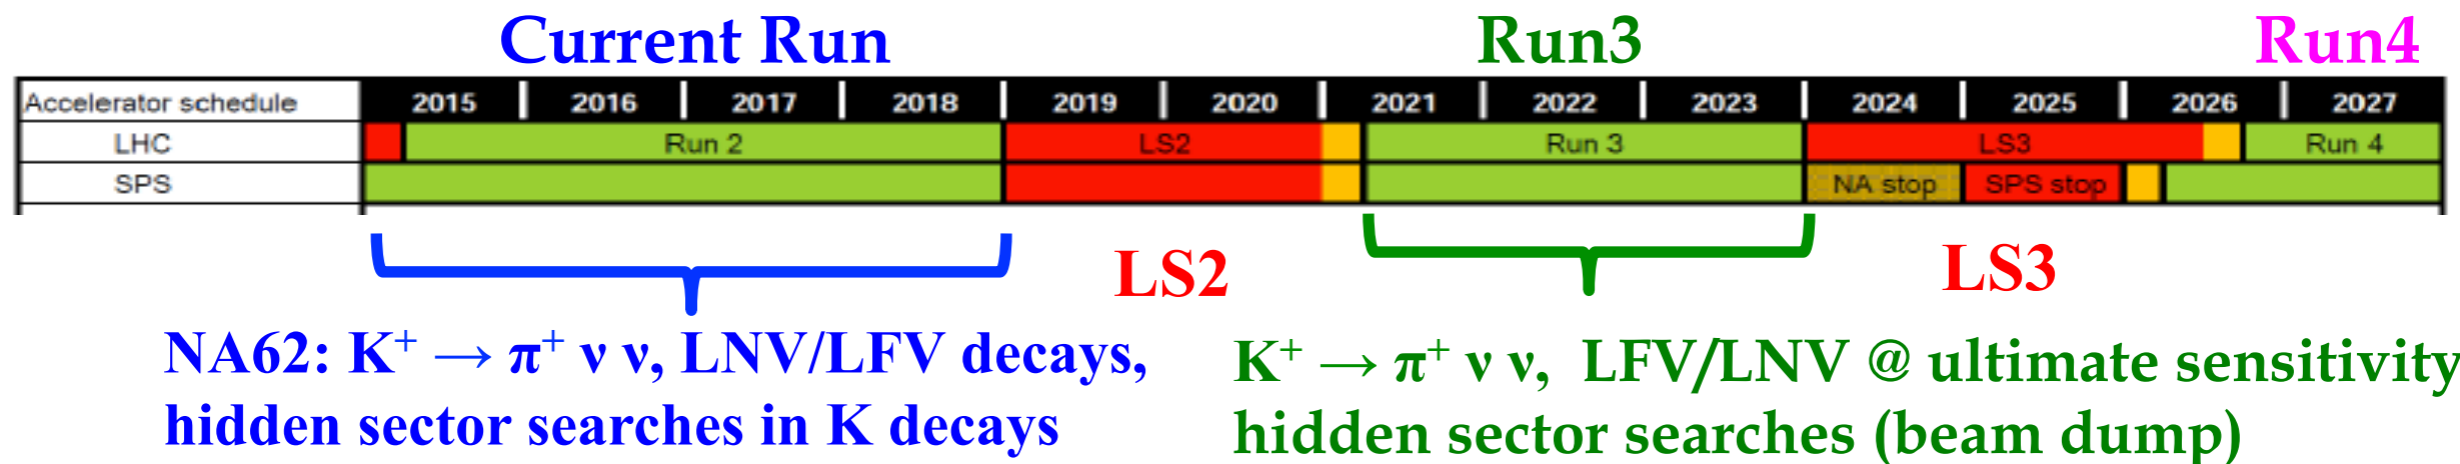 Current Run Run3 Run4
Accelerator schedule 2015 2016 2017 2018 2019 2020 2021 2022 2023 2024 2025 2026 2027
LHC Run 2 LS2 Run 3 LS3 Run 4
SPS NA stop SPS stop
LS2 LS3
NA62: K⁺ → π⁺ ν ν, LNV/LFV decays,
hidden sector searches in K decays
K⁺ → π⁺ ν ν, LFV/LNV @ ultimate sensitivity
hidden sector searches (beam dump)